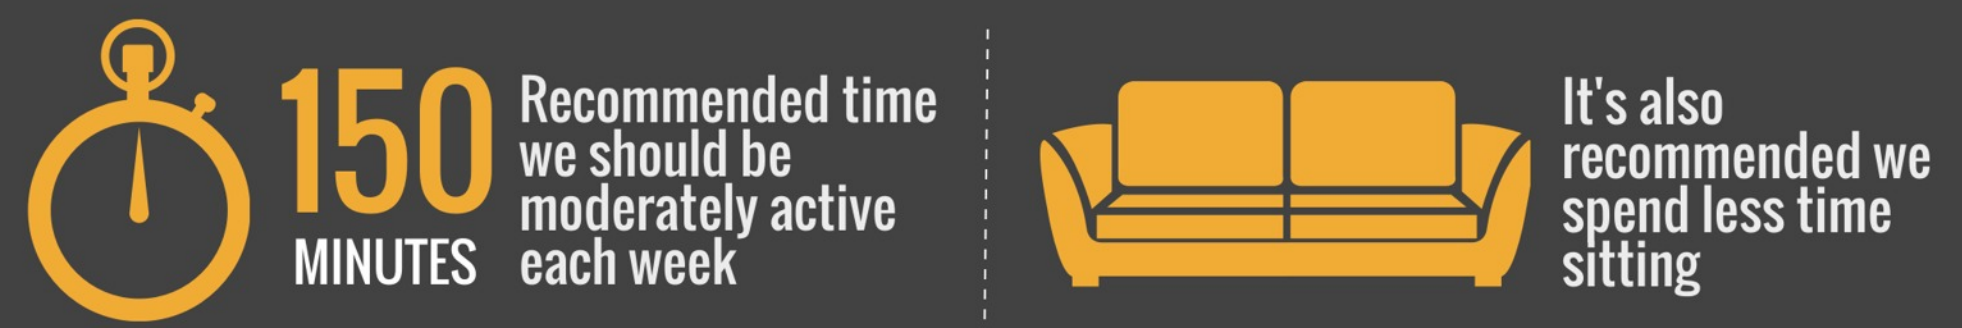 150
MINUTES
Recommended time
we should be
moderately active
each week
It's also
recommended we
spend less time
sitting